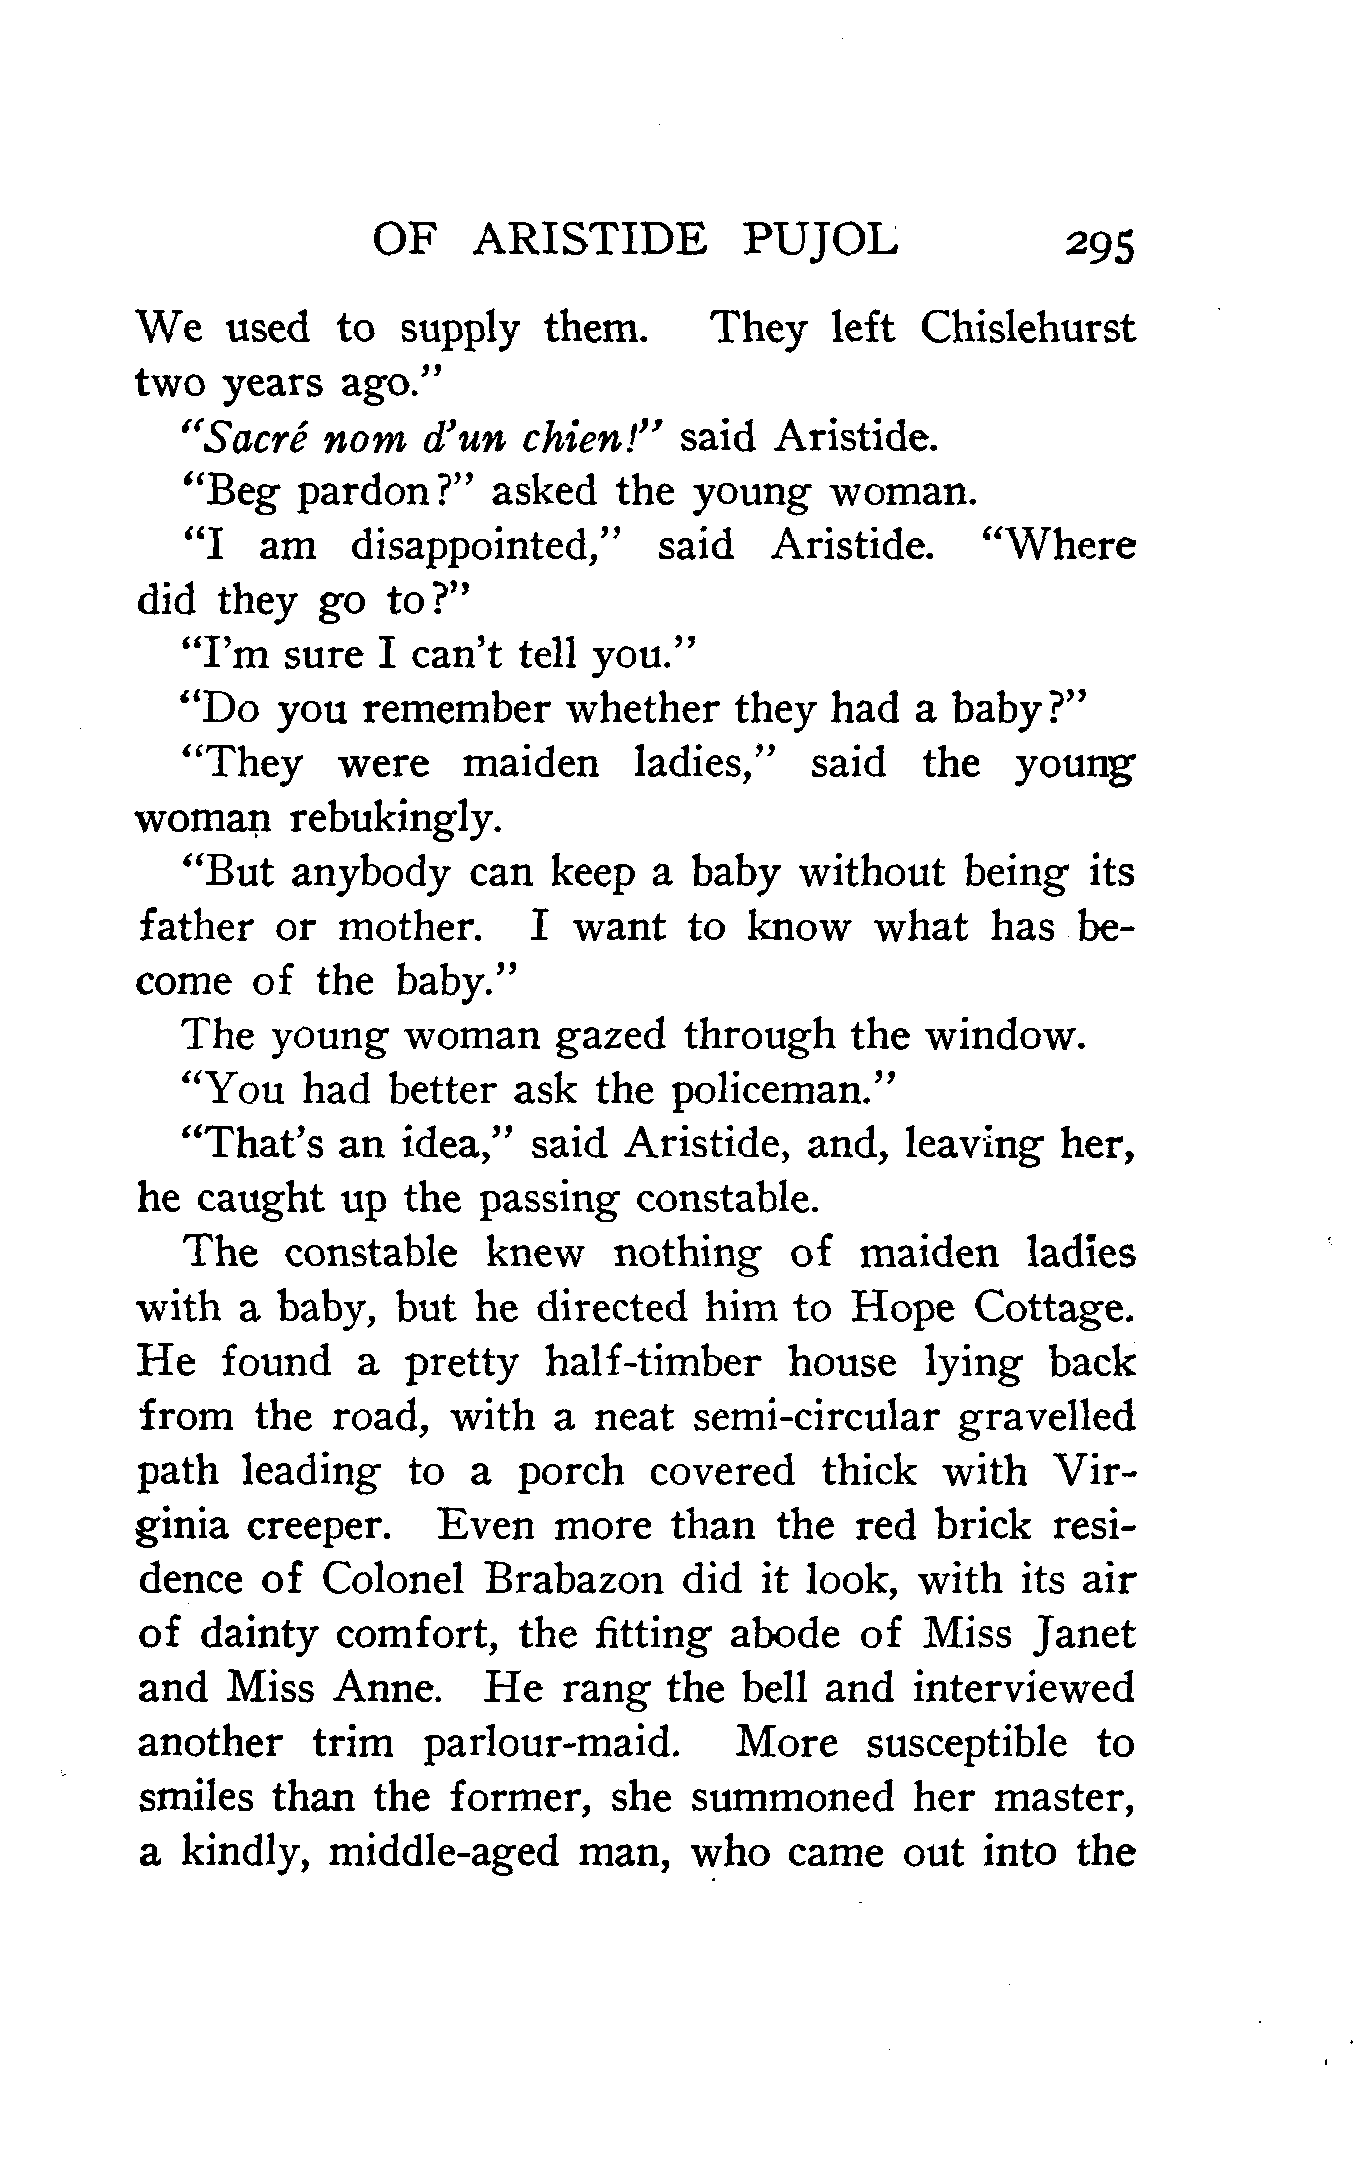 OF ARISTIDE PUJOL 295
We used to supply them. They left Chislehurst
two years ago."
"Sacré nom d'un chien!" said Aristide.
"Beg pardon?" asked the young woman.
"I am disappointed," said Aristide. "Where
did they go to?"
"I'm sure I can't tell you."
"Do you remember whether they had a baby?"
"They were maiden ladies," said the young
woman rebukingly.
"But anybody can keep a baby without being its
father or mother. I want to know what has be-
come of the baby."
The young woman gazed through the window.
"You had better ask the policeman."
"That's an idea," said Aristide, and, leaving her,
he caught up the passing constable.
The constable knew nothing of maiden ladies
with a baby, but he directed him to Hope Cottage.
He found a pretty half-timber house lying back
from the road, with a neat semi-circular gravelled
path leading to a porch covered thick with Vir-
ginia creeper. Even more than the red brick resi-
dence of Colonel Brabazon did it look, with its air
of dainty comfort, the fitting abode of Miss Janet
and Miss Anne. He rang the bell and interviewed
another trim parlour-maid. More susceptible to
smiles than the former, she summoned her master,
a kindly, middle-aged man, who came out into the